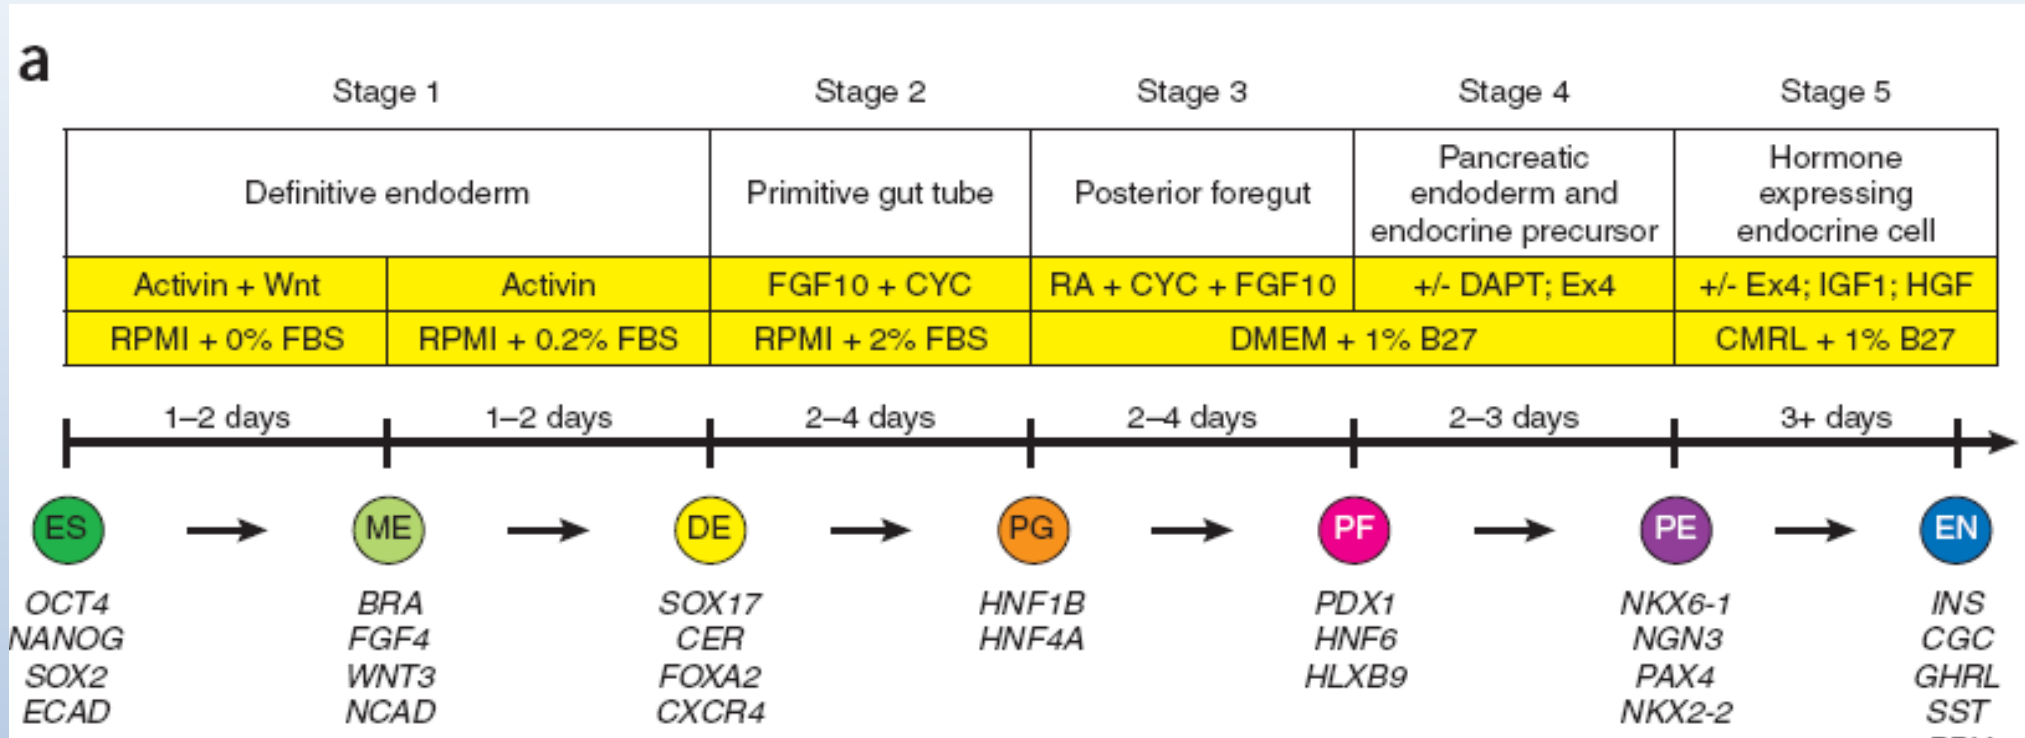 a
Stage 1
Stage 2
Stage 3
Stage 4
Stage 5
Definitive endoderm
Primitive gut tube
Posterior foregut
Pancreatic
endoderm and
endocrine precursor
Hormone
expressing
endocrine cell
Activin + Wnt
Activin
FGF10 + CYC
RA + CYC + FGF10
+/- DAPT; Ex4
+/- Ex4; IGF1; HGF
RPMI + 0% FBS
RPMI + 0.2% FBS
RPMI + 2% FBS
DMEM + 1% B27
CMRL + 1% B27
1–2 days
1–2 days
2–4 days
2–4 days
2–3 days
3+ days
ES
ME
DE
PG
PF
PE
EN
OCT4
NANOG
SOX2
ECAD
BRA
FGF4
WNT3
NCAD
SOX17
CER
FOXA2
CXCR4
HNF1B
HNF4A
PDX1
HNF6
HLXB9
NKX6-1
NGN3
PAX4
NKX2-2
INS
CGC
GHRL
SST